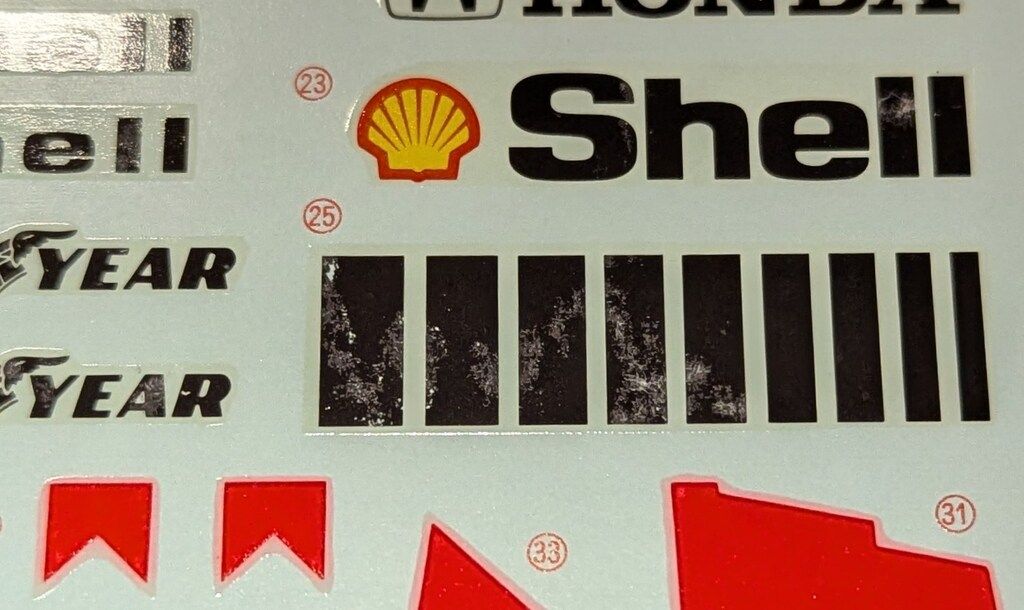 HONDA
23
Shell
ell
25
YEAR
YEAR
31
33